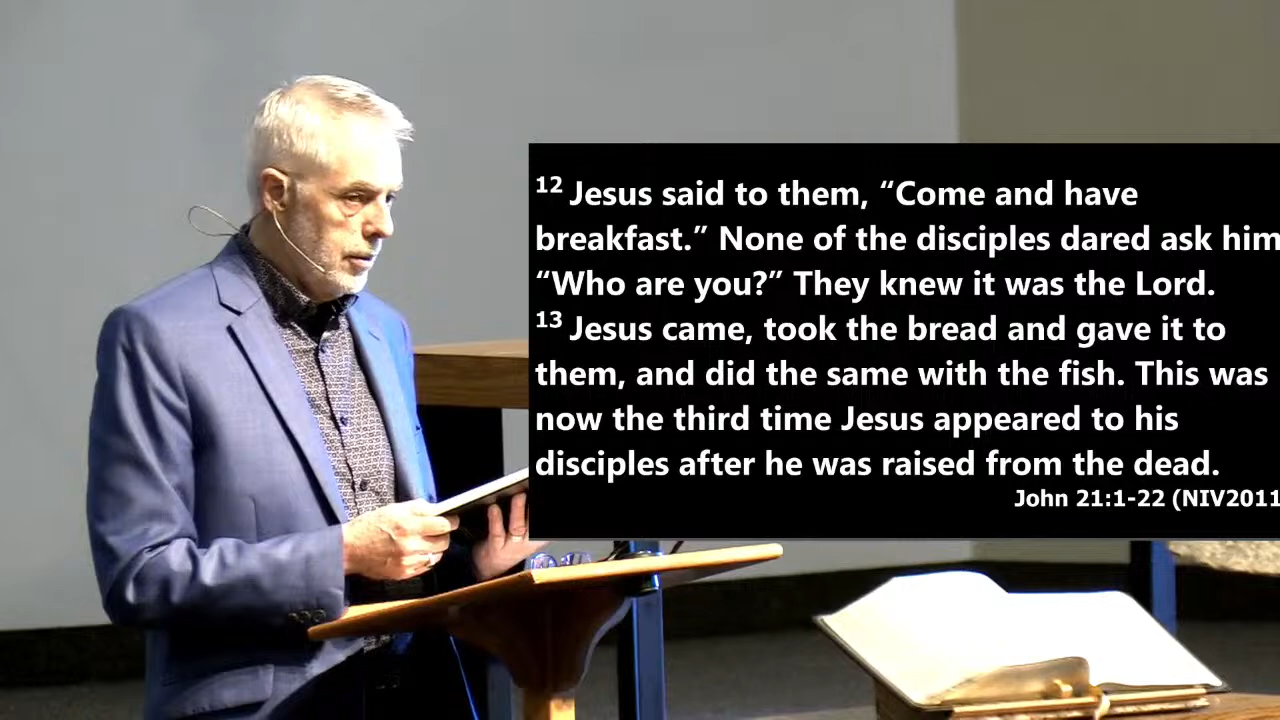 12 Jesus said to them, “Come and have
breakfast.” None of the disciples dared ask him
“Who are you?” They knew it was the Lord.
13 Jesus came, took the bread and gave it to
them, and did the same with the fish. This was
now the third time Jesus appeared to his
disciples after he was raised from the dead.
John 21:1-22 (NIV2011